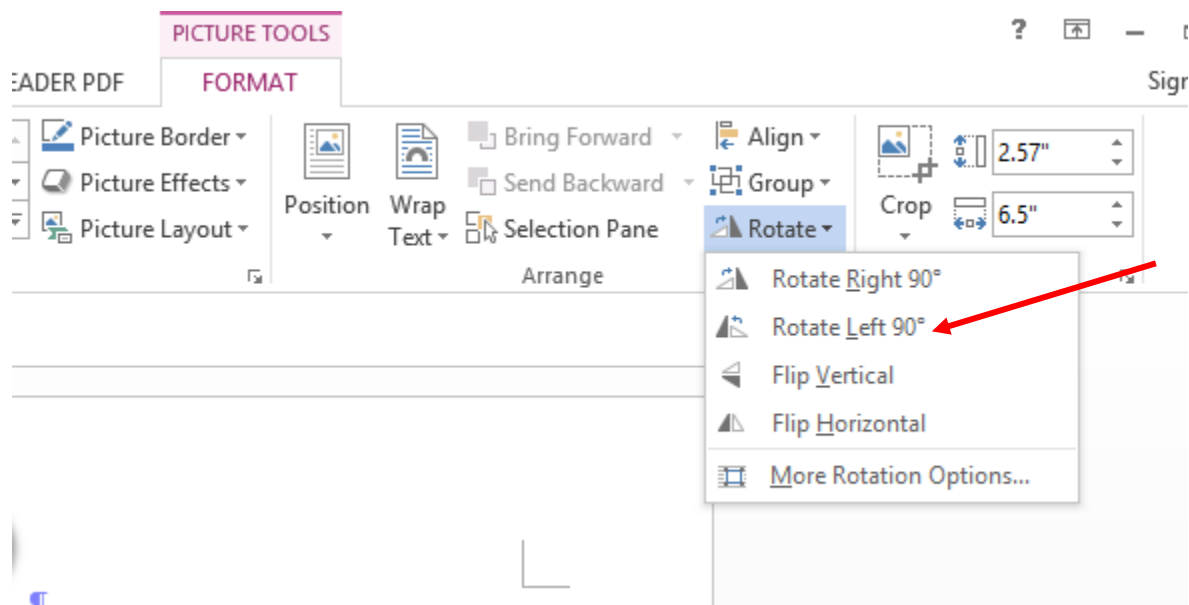 PICTURE TOOLS
?
EADER PDF
FORMAT
Sign
Picture Border
Picture Effects
Picture Layout
Position
Wrap
Text
Bring Forward
Send Backward
Selection Pane
Align
Group
Rotate
Crop
2.57"
6.5"
Arrange
Rotate Right 90°
Rotate Left 90°
Flip Vertical
Flip Horizontal
More Rotation Options...
¶